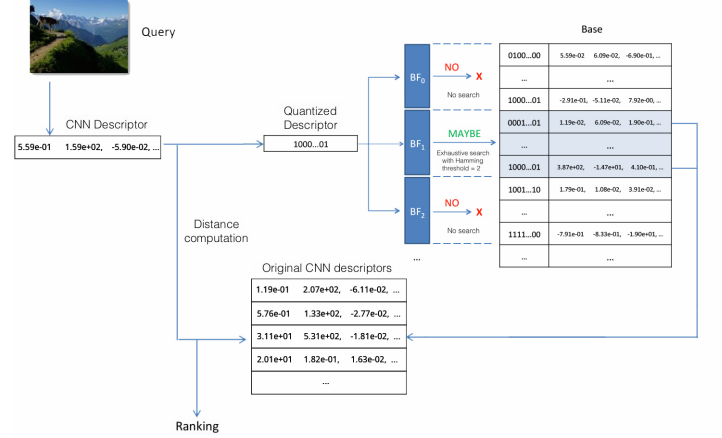 Query
Base
CNN Descriptor
5.59e-01 1.59e+02, -5.90e-02, ...
Quantized
Descriptor
1000...01
BF0
NO
X
No search
BF1
MAYBE
Exhaustive search
with Hamming
threshold = 2
BF2
NO
X
No search
...
0100...00 5.59e-02 6.09e-02, -6.90e-01, ...
... ...
1000...01 -2.91e-01, -5.11e-02, 7.92e-00, ...
0001...01 1.19e-02, 6.09e-02, 1.90e-01, ...
... ...
1000...01 3.87e+02, -1.47e+01, 4.10e-01, ...
1001...10 1.79e-01, 1.08e-02, 3.91e-02, ...
... ...
1111...00 -7.91e-01 -8.33e-01, -1.90e+01, ...
... ...
Distance
computation
Original CNN descriptors
1.19e-01 2.07e+02, -6.11e-02, ...
5.76e-01 1.33e+02, -2.77e-02, ...
3.11e+01 5.31e+02, -1.81e-02, ...
2.01e+01 1.82e-01, 1.63e-02, ...
...
Ranking